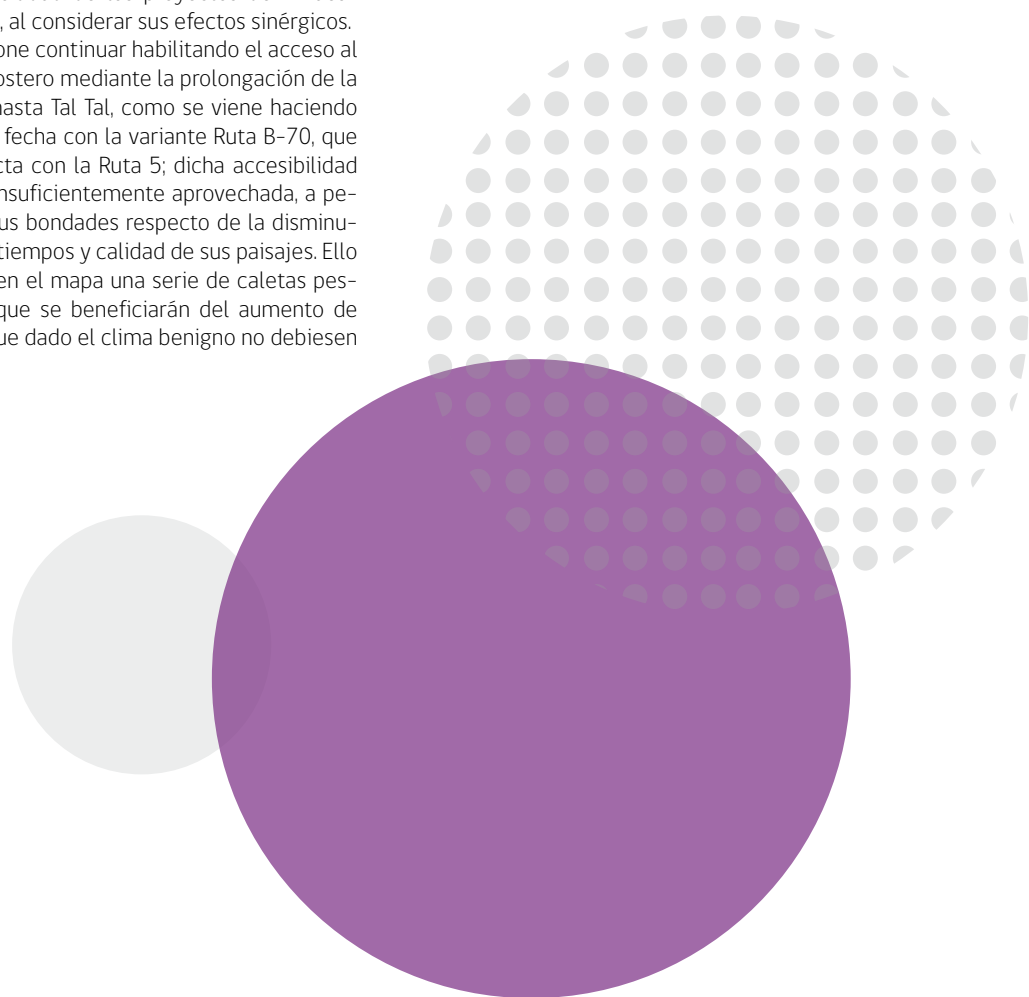 , al considerar sus efectos sinérgicos.
one continuar habilitando el acceso al
ostero mediante la prolongación de la
hasta Tal Tal, como se viene haciendo
fecha con la variante Ruta B-70, que
cta con la Ruta 5; dicha accesibilidad
nsuficientemente aprovechada, a pe-
us bondades respecto de la disminu-
tiempos y calidad de sus paisajes. Ello
en el mapa una serie de caletas pes-
que se beneficiarán del aumento de
ue dado el clima benigno no debiesen